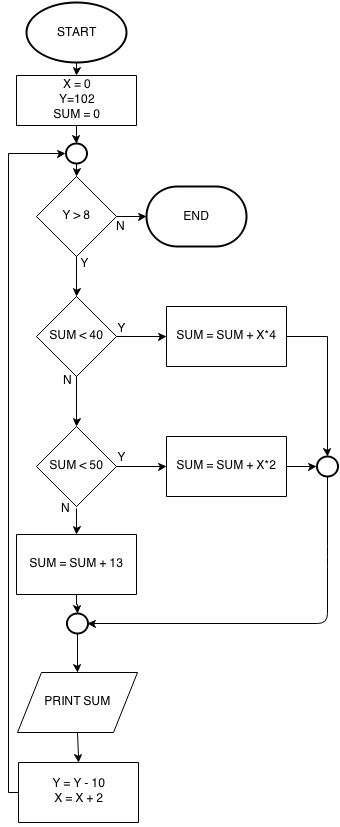 START
X = 0
Y=102
SUM = 0
Y > 8
N
END
Y
SUM < 40
Y
SUM = SUM + X*4
N
SUM < 50
Y
SUM = SUM + X*2
N
SUM = SUM + 13
PRINT SUM
Y = Y - 10
X = X + 2